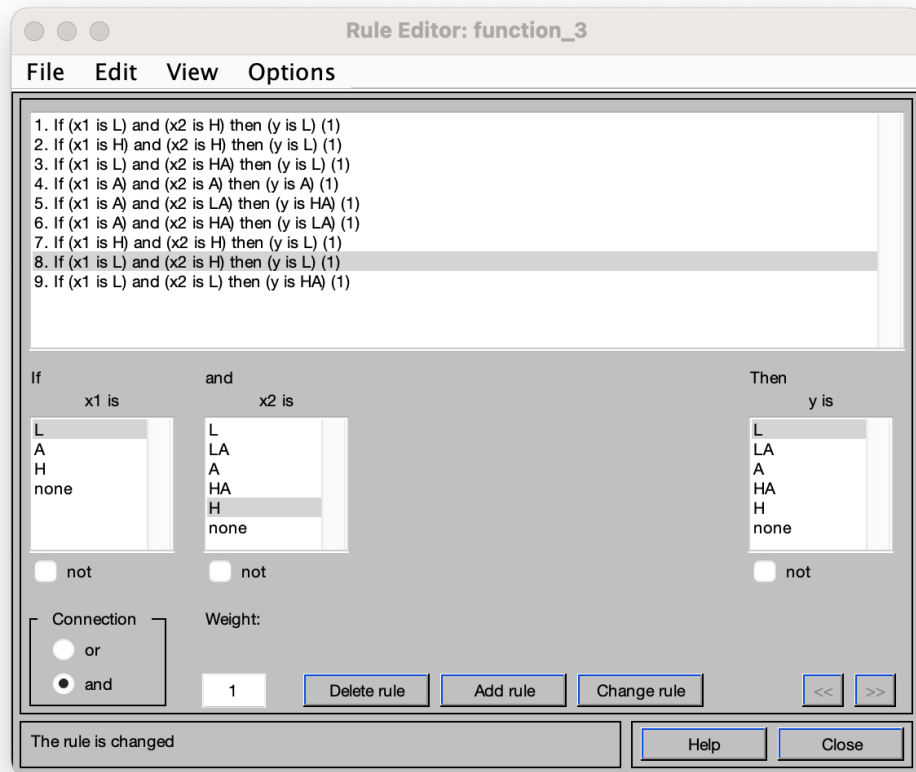 Rule Editor: function_3
File Edit View Options
1. If (x1 is L) and (x2 is H) then (y is L) (1)
2. If (x1 is H) and (x2 is H) then (y is L) (1)
3. If (x1 is L) and (x2 is HA) then (y is L) (1)
4. If (x1 is A) and (x2 is A) then (y is A) (1)
5. If (x1 is A) and (x2 is LA) then (y is HA) (1)
6. If (x1 is A) and (x2 is HA) then (y is LA) (1)
7. If (x1 is H) and (x2 is H) then (y is L) (1)
8. If (x1 is L) and (x2 is H) then (y is L) (1)
9. If (x1 is L) and (x2 is L) then (y is HA) (1)
If
x1 is
L
A
H
none
not
and
x2 is
L
LA
A
HA
H
none
not
Then
y is
L
LA
A
HA
H
none
not
Connection
or
and
Weight:
1
Delete rule
Add rule
Change rule
<<
>>
The rule is changed
Help
Close